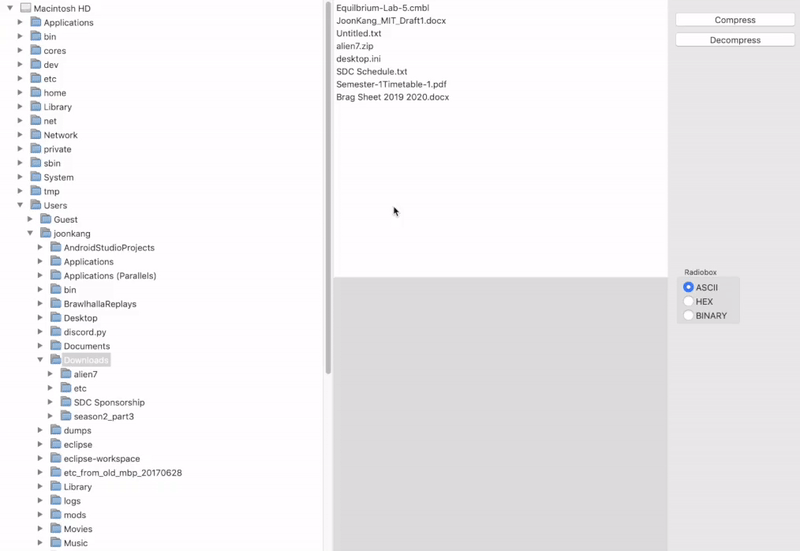 Macintosh HD
Applications
bin
cores
dev
etc
home
Library
net
Network
private
sbin
System
tmp
Users
Guest
joonkang
AndroidStudioProjects
Applications
Applications (Parallels)
bin
BrawlhallaReplays
Desktop
discord.py
Documents
Downloads
alien7
etc
SDC Sponsorship
season2_part3
dumps
eclipse
eclipse-workspace
etc_from_old_mbp_20170628
Library
logs
mods
Movies
Music
Equilbrium-Lab-5.cmbl
JoonKang_MIT_Draft1.docx
Untitled.txt
alien7.zip
desktop.ini
SDC Schedule.txt
Semester-1Timetable-1.pdf
Brag Sheet 2019 2020.docx
Compress
Decompress
Radiobox
ASCII
HEX
BINARY